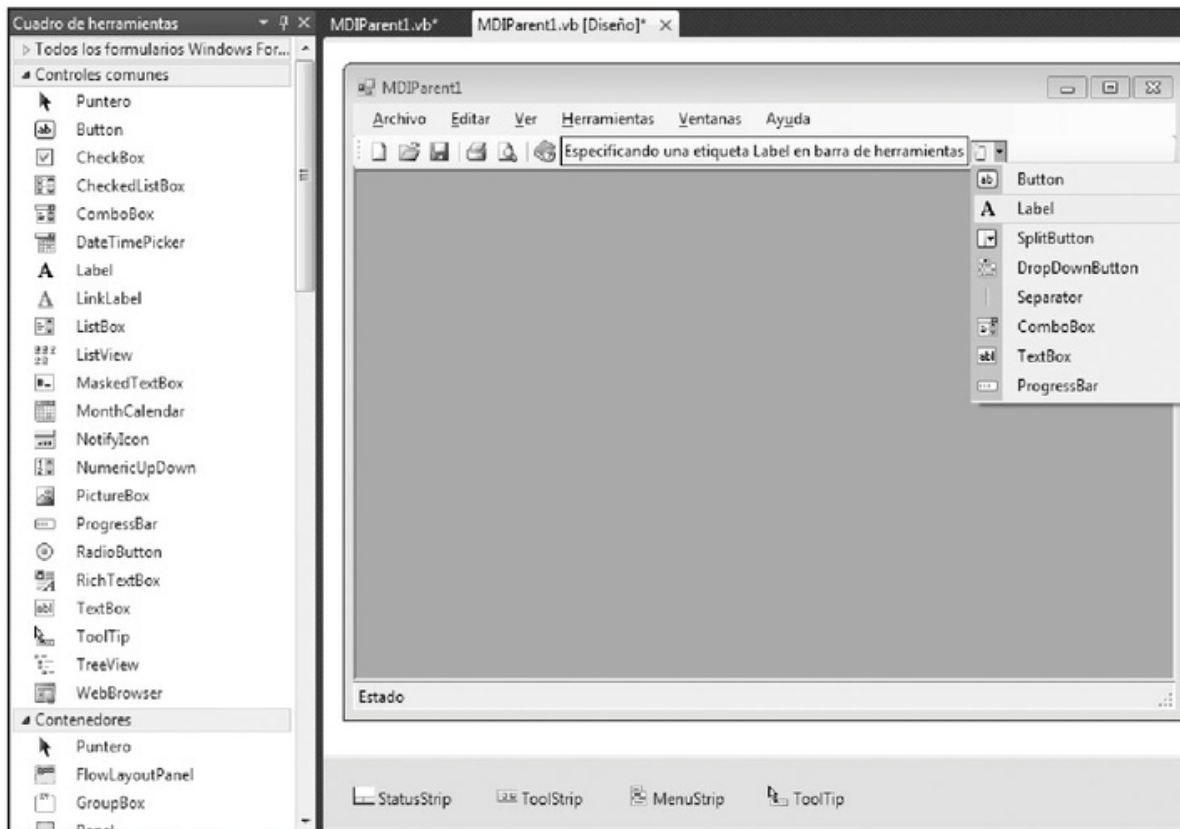 Cuadro de herramientas
Todos los formularios Windows For...
Controles comunes
Puntero
Button
CheckBox
CheckedListBox
ComboBox
DateTimePicker
Label
LinkLabel
ListBox
ListView
MaskedTextBox
MonthCalendar
NotifyIcon
NumericUpDown
PictureBox
ProgressBar
RadioButton
RichTextBox
TextBox
ToolTip
TreeView
WebBrowser
Contenedores
Puntero
FlowLayoutPanel
GroupBox
Panel
MDIParent1.vb*
MDIParent1.vb [Diseño]*
MDIParent1
Archivo Editar Ver Herramientas Ventanas Ayuda
Especificando una etiqueta Label en barra de herramientas
Button
Label
SplitButton
DropDownButton
Separator
ComboBox
TextBox
ProgressBar
Estado
StatusStrip ToolStrip MenuStrip ToolTip